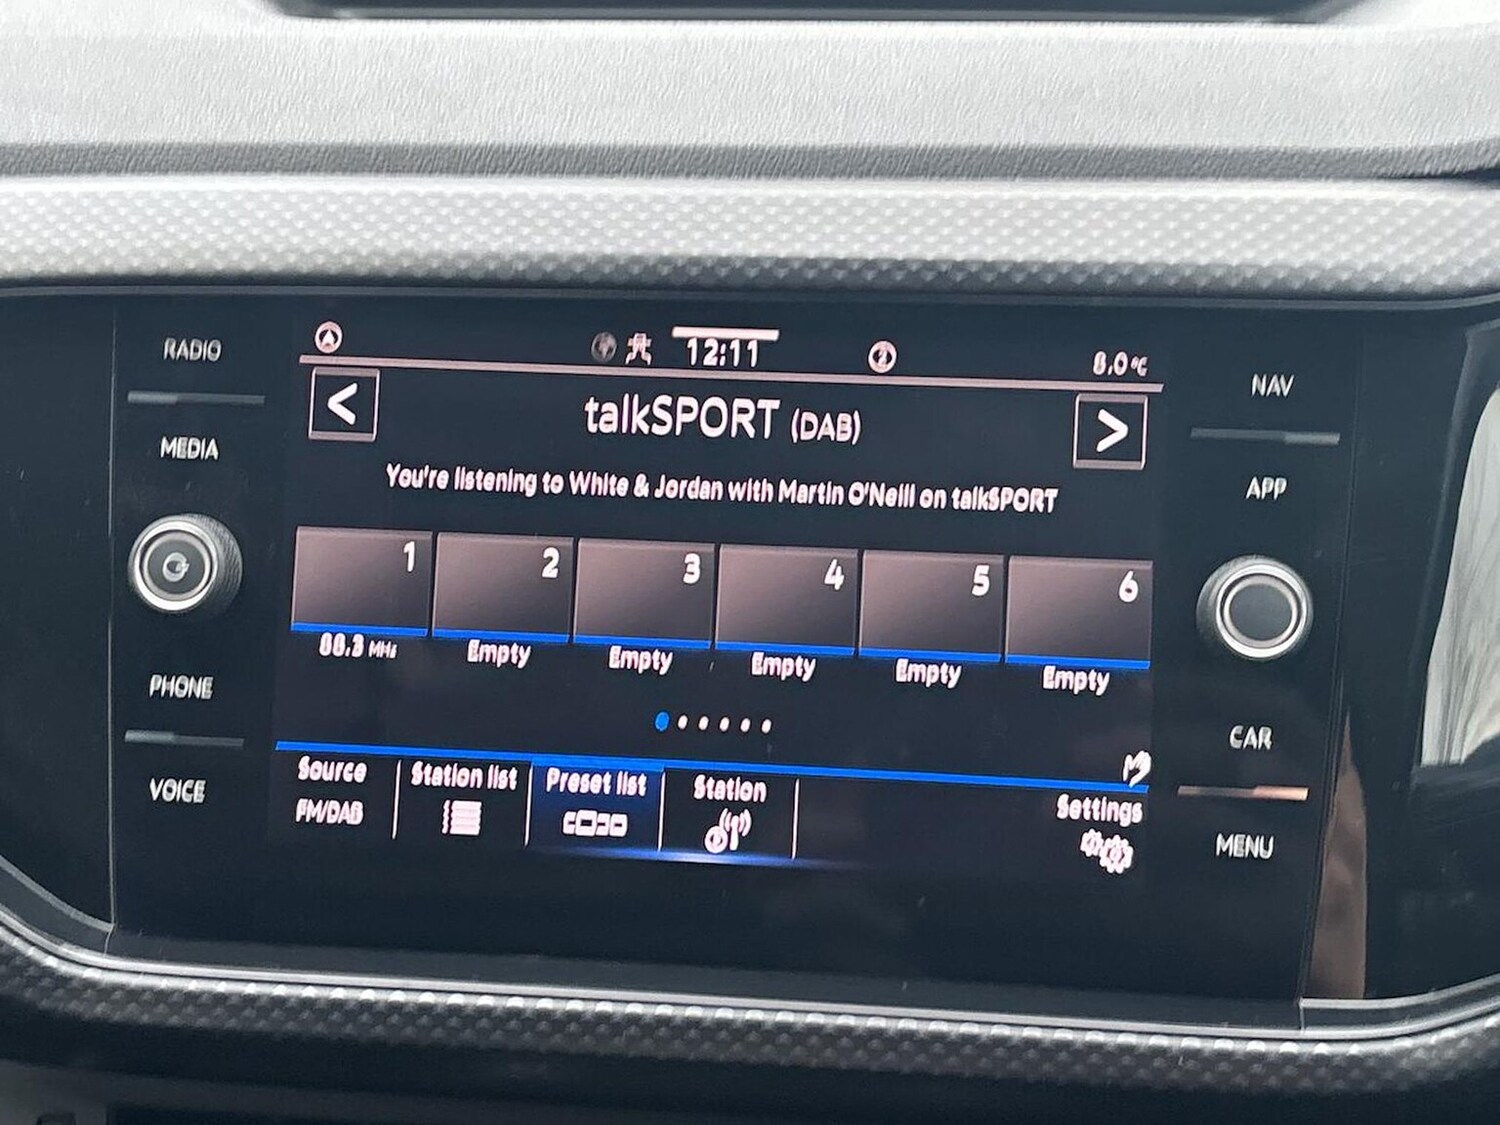 RADIO
MEDIA
PHONE
VOICE
12:11
8.0°C
<
talkSPORT (DAB)
>
You're listening to White & Jordan with Martin O'Neill on talkSPORT
1 2 3 4 5 6
88.3 MHz Empty Empty Empty Empty Empty
Source Station list Preset list Station Settings
FM/DAB
NAV
APP
CAR
MENU